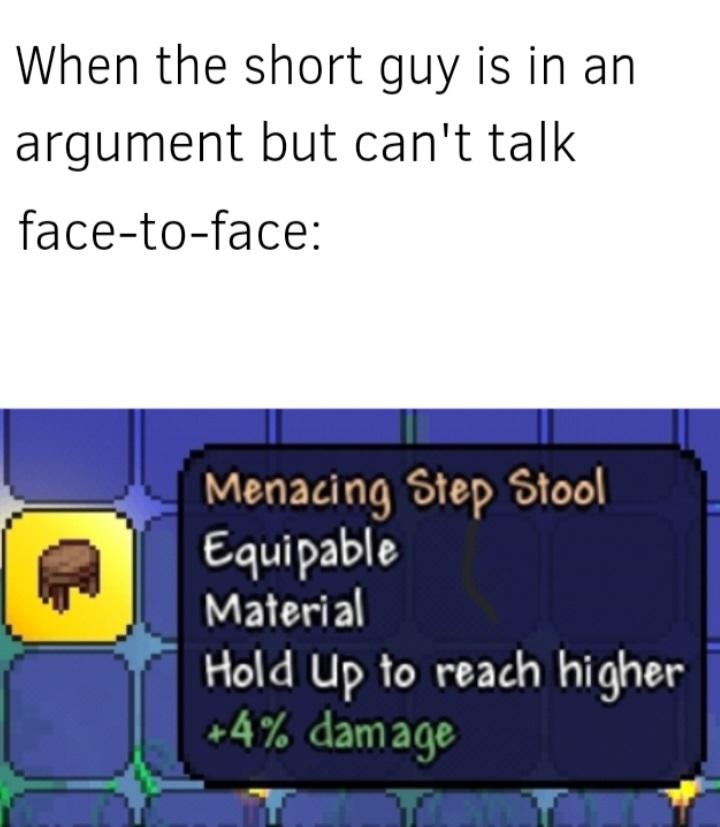 When the short guy is in an
argument but can't talk
face-to-face:
Menacing Step Stool
Equipable
Material
Hold Up to reach higher
+4% damage